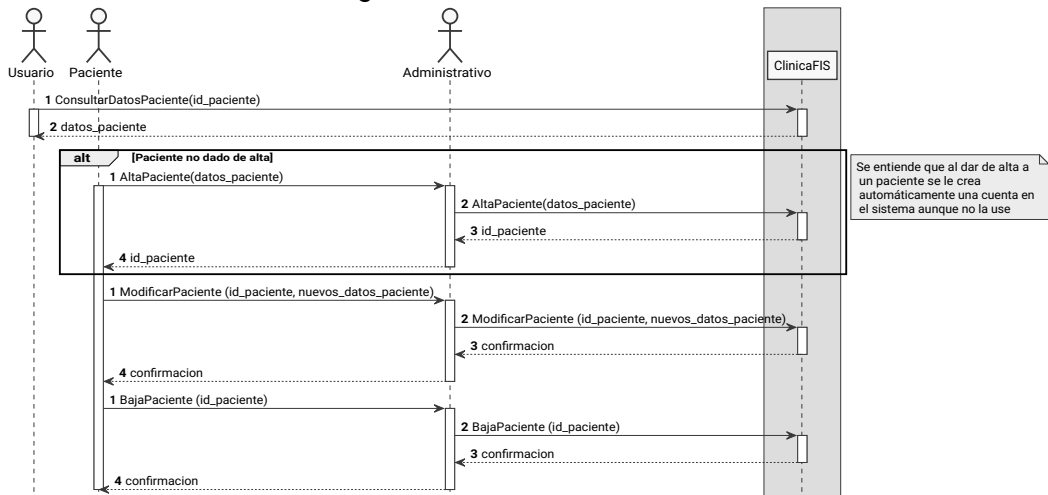 Usuario
Paciente
Administrativo
ClinicaFIS
1 ConsultarDatosPaciente(id_paciente)
2 datos_paciente
alt [Paciente no dado de alta]
Se entiende que al dar de alta a
un paciente se le crea
automáticamente una cuenta en
el sistema aunque no la use
1 AltaPaciente(datos_paciente)
2 AltaPaciente(datos_paciente)
3 id_paciente
4 id_paciente
1 ModificarPaciente (id_paciente, nuevos_datos_paciente)
2 ModificarPaciente (id_paciente, nuevos_datos_paciente)
3 confirmacion
4 confirmacion
1 BajaPaciente (id_paciente)
2 BajaPaciente (id_paciente)
3 confirmacion
4 confirmacion